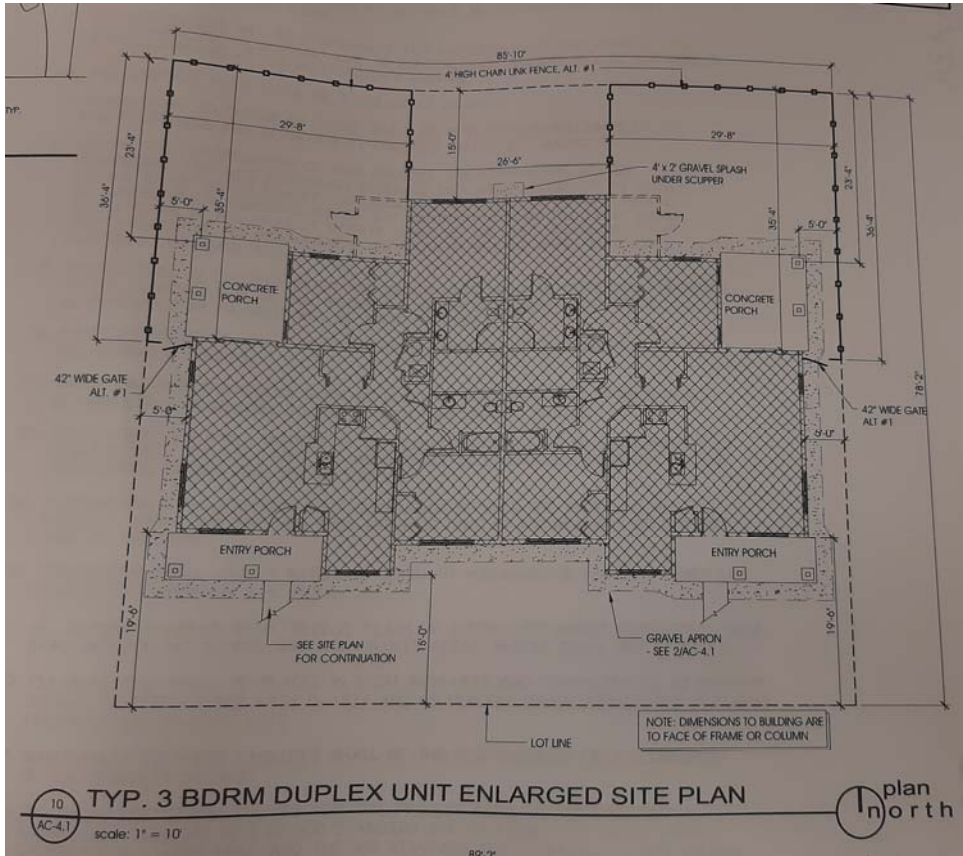 TYP.
85'-10"
4' HIGH CHAIN LINK FENCE, ALT. #1
29'-8"
29'-8"
15'-0"
26'-6"
4' x 2' GRAVEL SPLASH
UNDER SCUPPER
23'-4"
36'-4"
35'-4"
5'-0"
35'-4"
5'-0"
23'-4"
36'-4"
78'-2"
CONCRETE
PORCH
CONCRETE
PORCH
42" WIDE GATE
ALT. #1
5'-0"
42" WIDE GATE
ALT #1
ENTRY PORCH
ENTRY PORCH
19'-6"
SEE SITE PLAN
FOR CONTINUATION
16'-0"
GRAVEL APRON
- SEE 2/AC-4.1
19'-6"
LOT LINE
NOTE: DIMENSIONS TO BUILDING ARE
TO FACE OF FRAME OR COLUMN
10
AC-4.1
TYP. 3 BDRM DUPLEX UNIT ENLARGED SITE PLAN
scale: 1" = 10'
plan
north
89'-2"